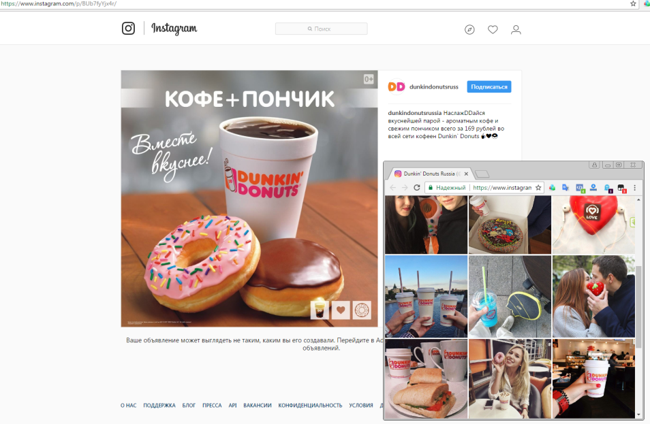 https://www.instagram.com/p/BUb7fyYjx4r/
Instagram
Поиск
0+
КОФЕ+ПОНЧИК
Вместе
вкуснее!
DUNKIN'
DONUTS
DD
dunkindonutsruss
Подписаться
dunkindonutsrussia НаслажDDайся
вкуснейшей парой - ароматным кофе и
свежим пончиком всего за 169 рублей во
всей сети кофеен Dunkin` Donuts
Ваше объявление может выглядеть не таким, каким вы его создавали. Перейдите в Ad
объявлений.
О НАС ПОДДЕРЖКА БЛОГ ПРЕССА API ВАКАНСИИ КОНФИДЕНЦИАЛЬНОСТЬ УСЛОВИЯ
Dunkin' Donuts Russia
Надежный
https://www.instagram
LOVE